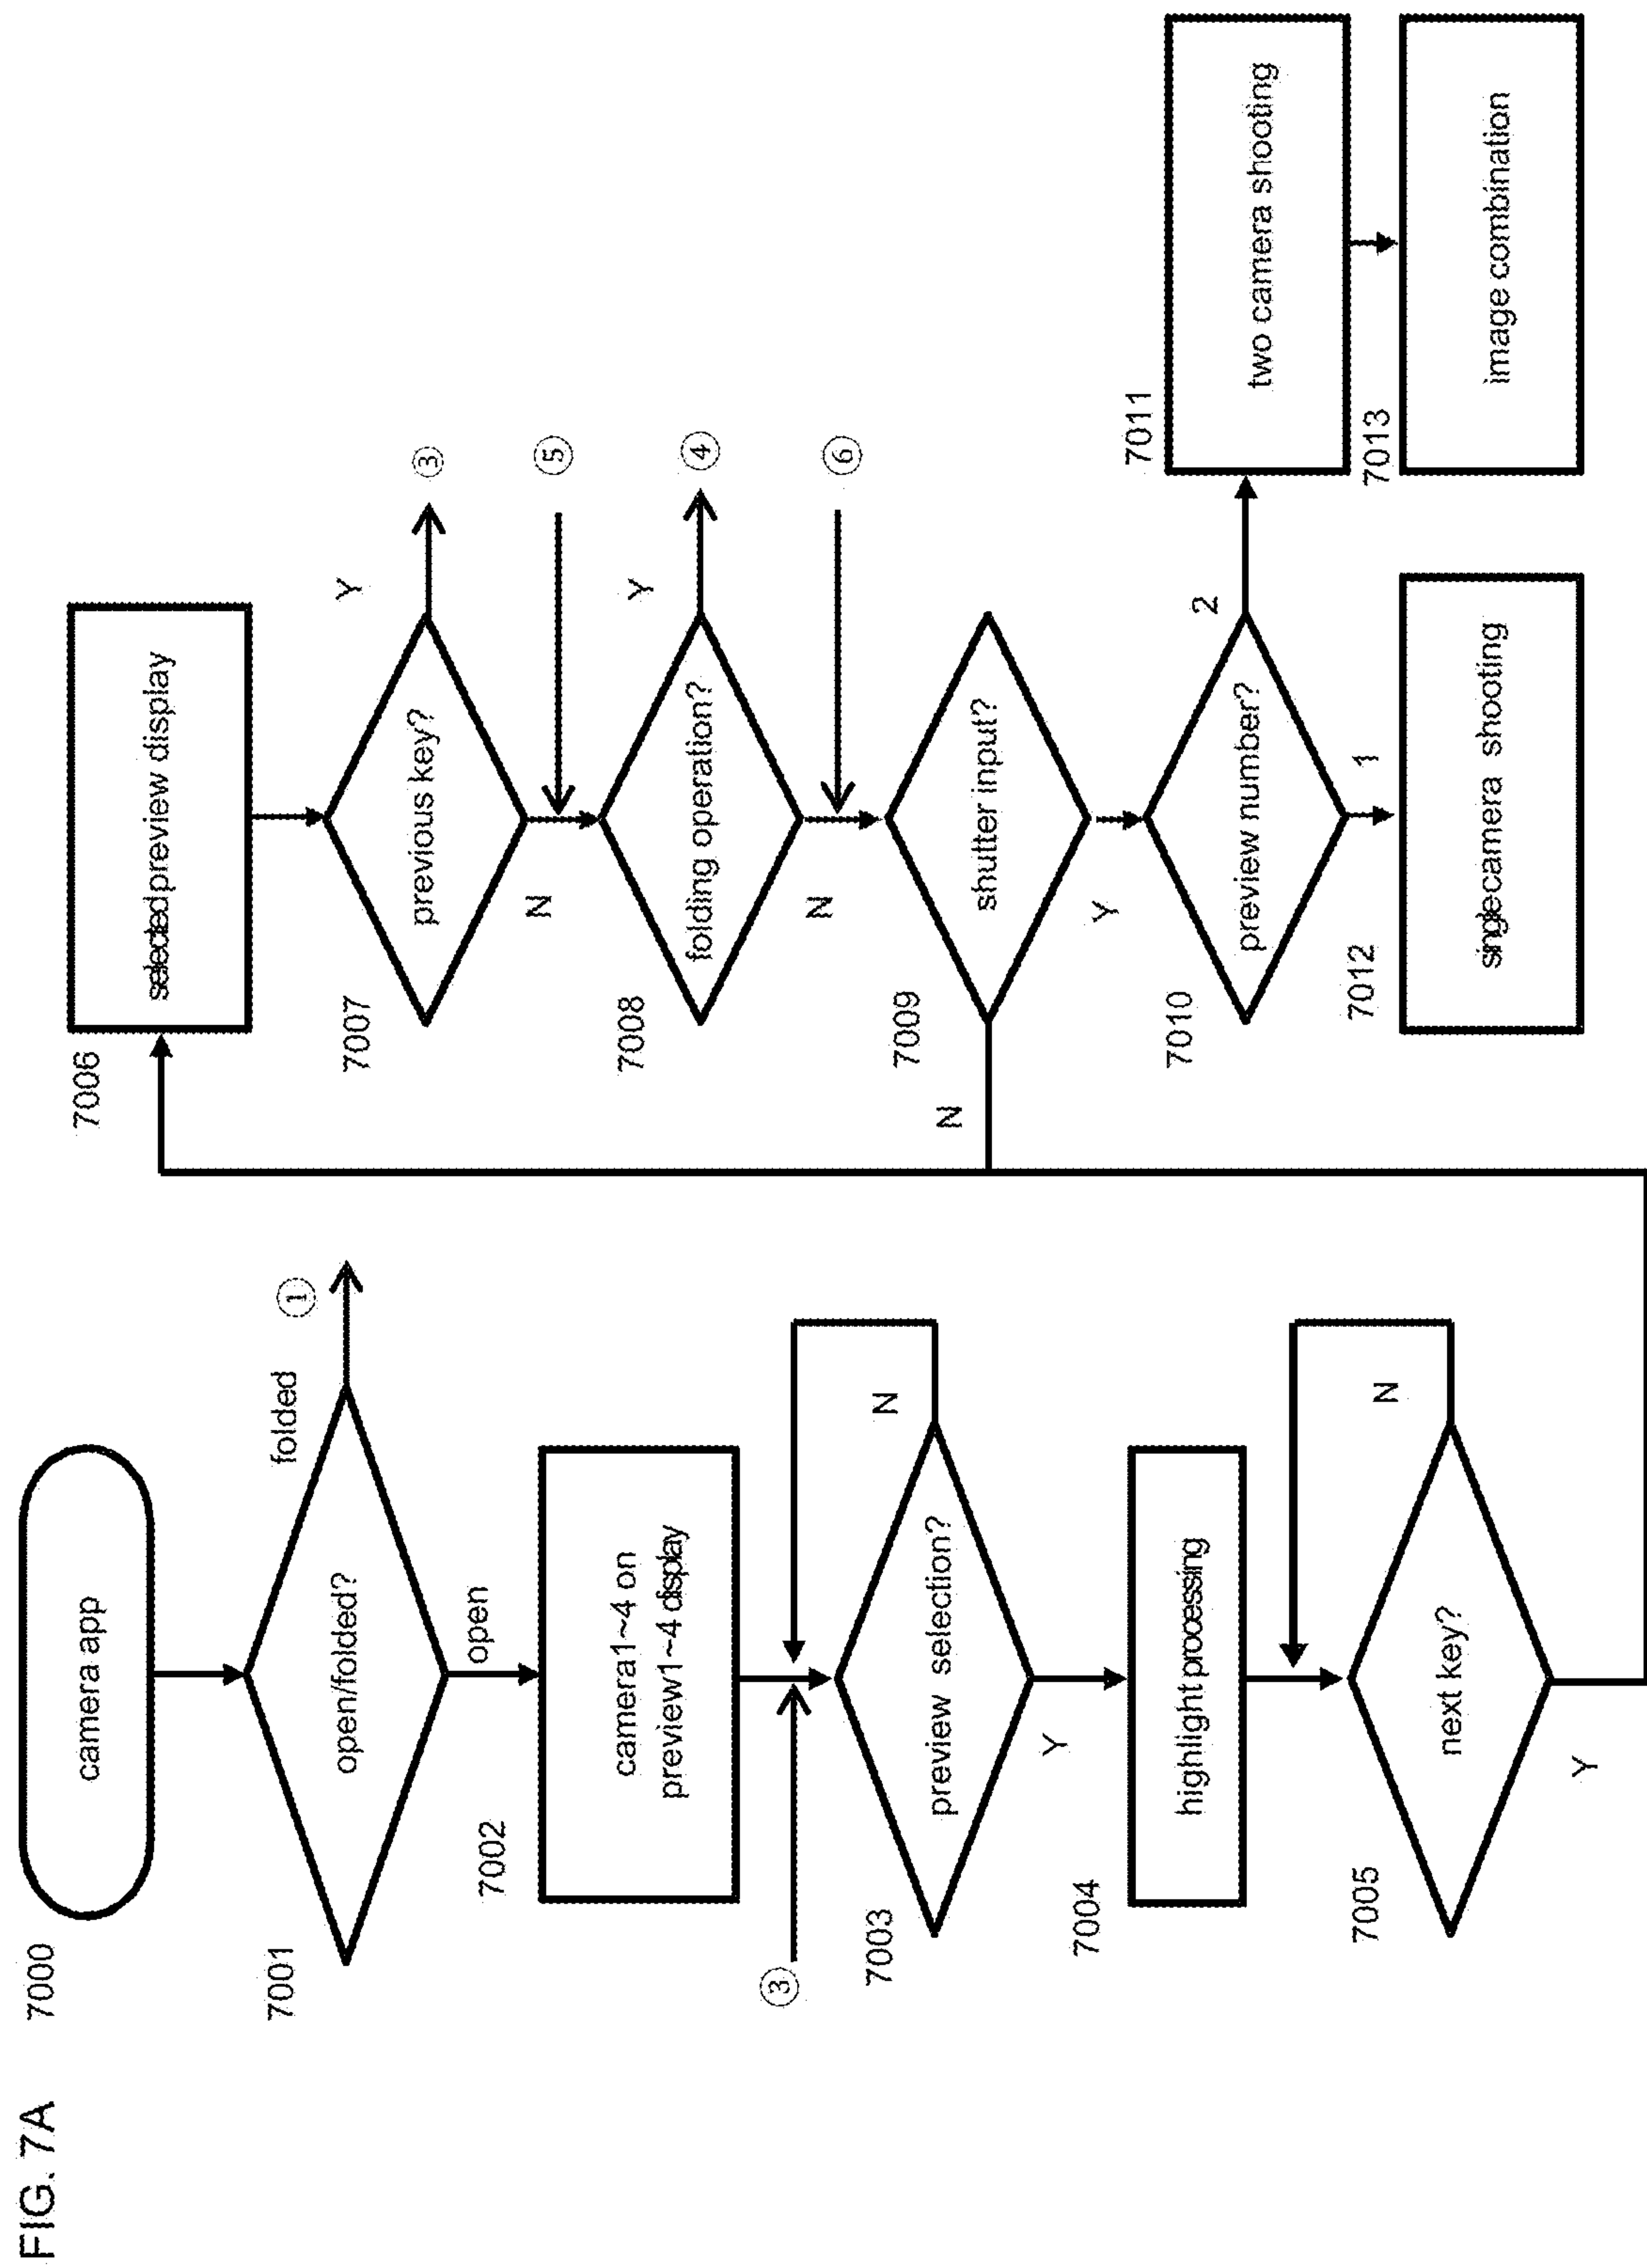 FIG. 7A
7000
camera app
7001
open/folded?
folded
①
open
7002
camera1~4 on
preview1~4 display
③
7003
preview selection?
N
Y
7004
highlight processing
7005
next key?
N
Y
7006
selected preview display
7007
previous key?
Y
③
N
⑤
7008
folding operation?
Y
④
N
⑥
7009
shutter input?
N
Y
7010
preview number?
2
1
7011
two camera shooting
7012
single camera shooting
7013
image combination